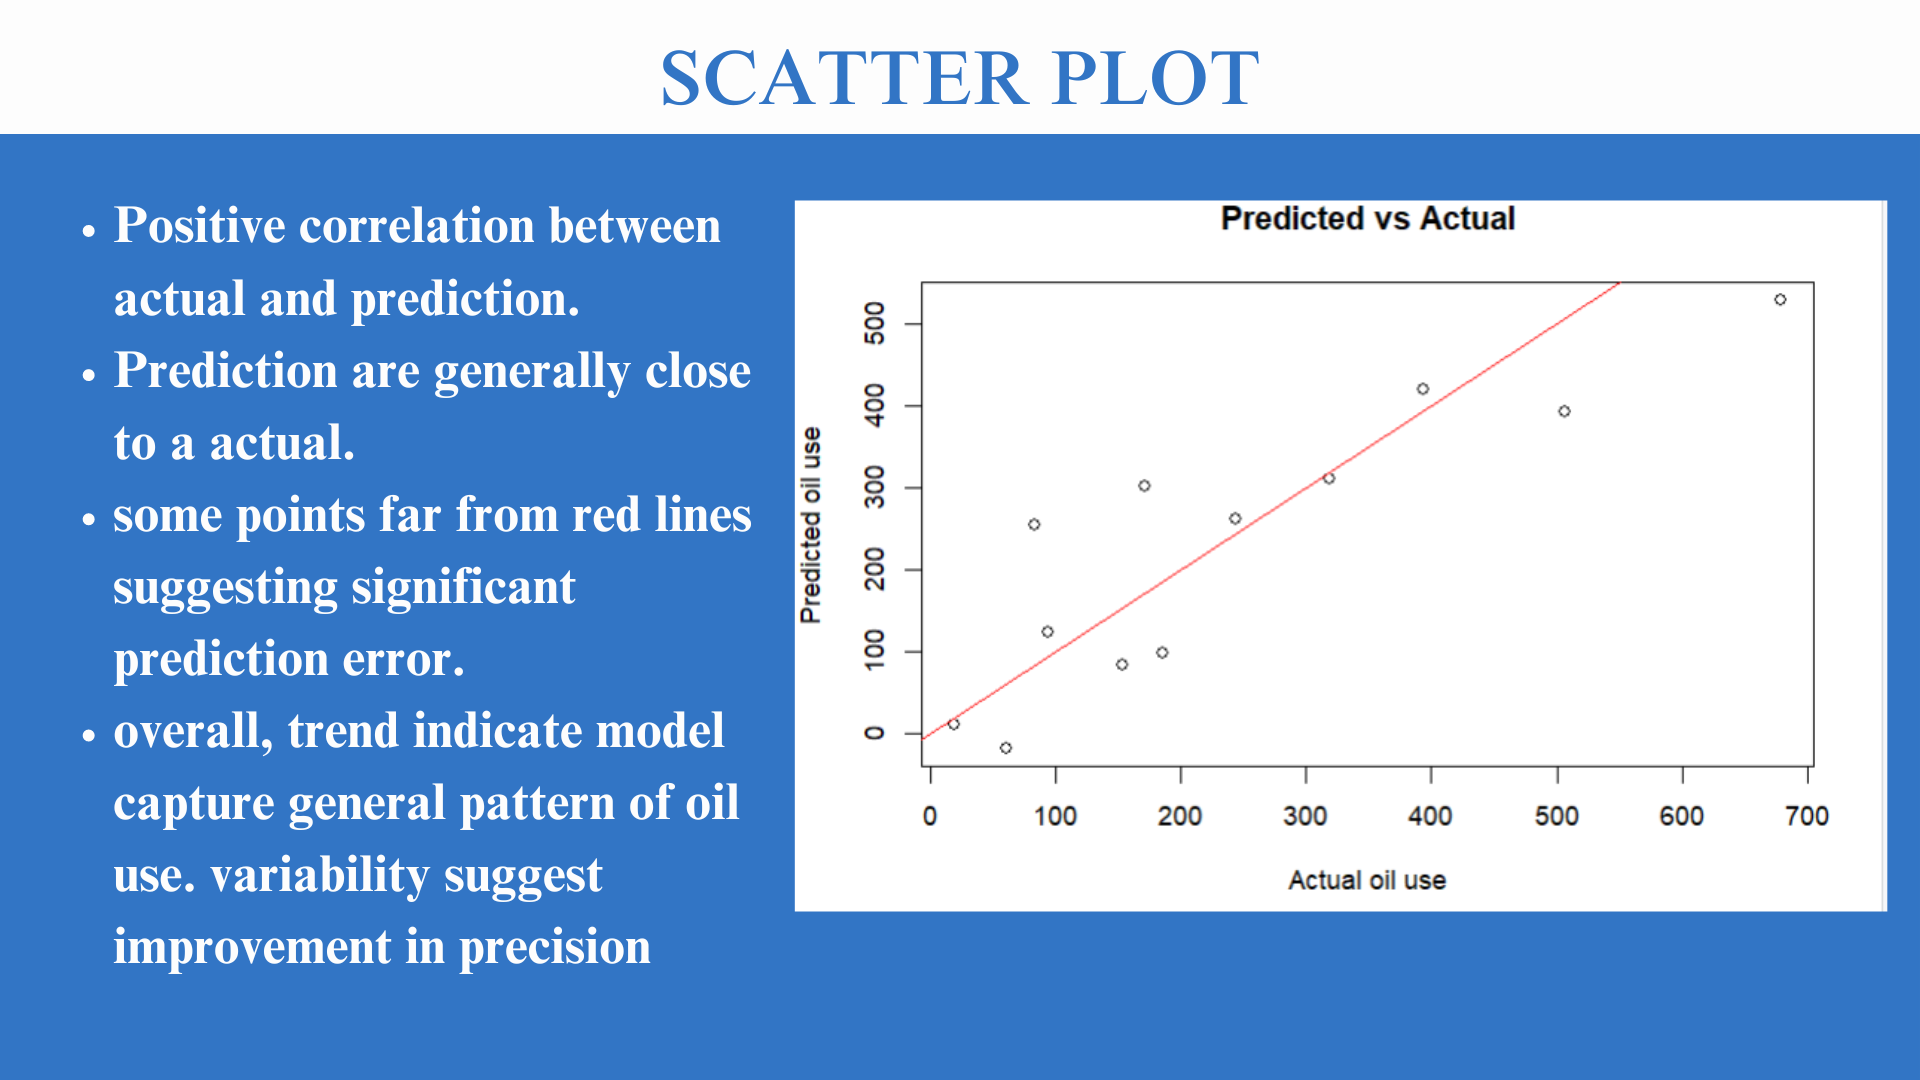 SCATTER PLOT
• Positive correlation between
actual and prediction.
• Prediction are generally close
to a actual.
• some points far from red lines
suggesting significant
prediction error.
• overall, trend indicate model
capture general pattern of oil
use. variability suggest
improvement in precision
Predicted vs Actual
Predicted oil use
500
400
300
200
100
0
0 100 200 300 400 500 600 700
Actual oil use